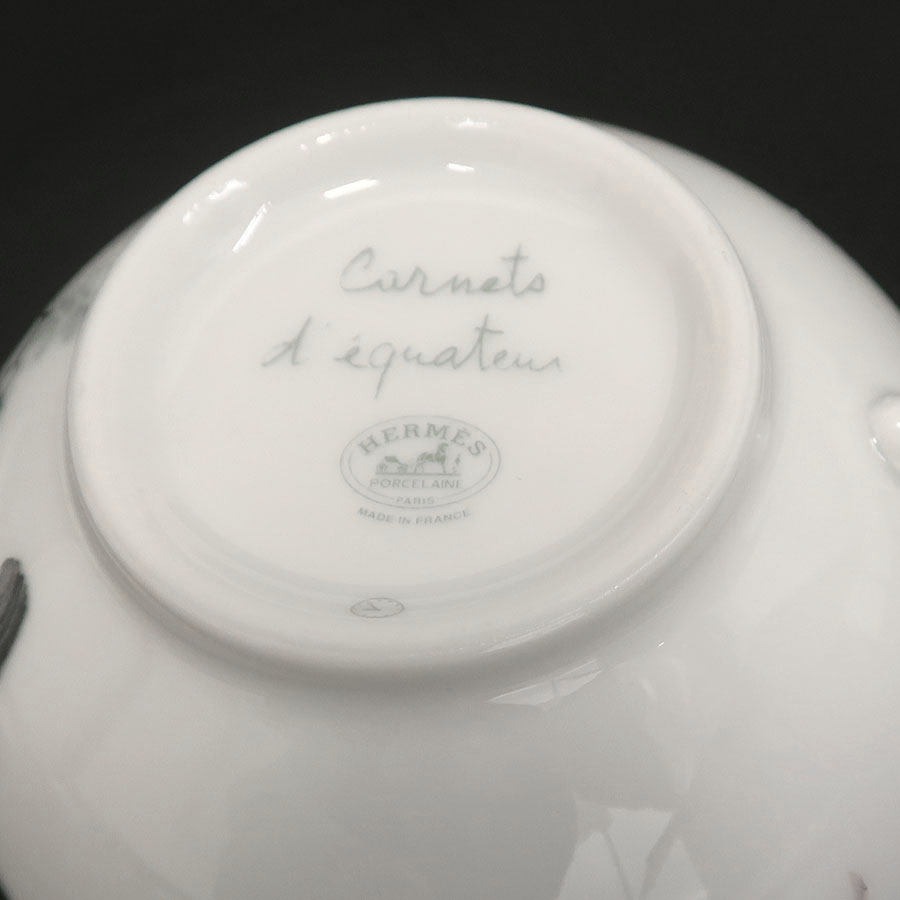 Carnets
d'équateur
HERMÈS
PORCELAINE
-PARIS-
MADE IN FRANCE